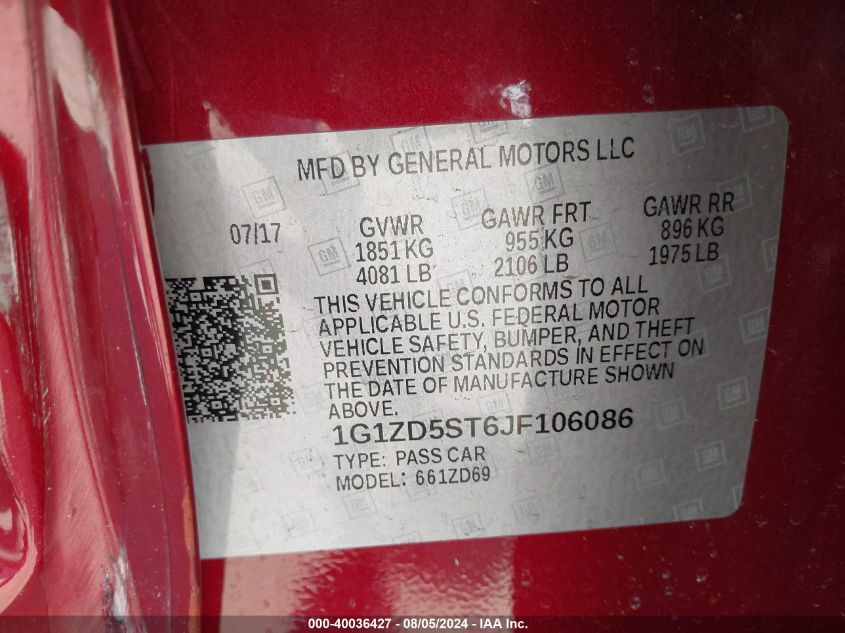 MFD BY GENERAL MOTORS LLC
07/17
GVWR
1851 KG
4081 LB
GAWR FRT
955 KG
2106 LB
GAWR RR
896 KG
1975 LB
THIS VEHICLE CONFORMS TO ALL
APPLICABLE U.S. FEDERAL MOTOR
VEHICLE SAFETY, BUMPER, AND THEFT
PREVENTION STANDARDS IN EFFECT ON
THE DATE OF MANUFACTURE SHOWN
ABOVE.
1G1ZD5ST6JF106086
TYPE: PASS CAR
MODEL: 661ZD69
000-40036427 - 08/05/2024 - IAAI.COM